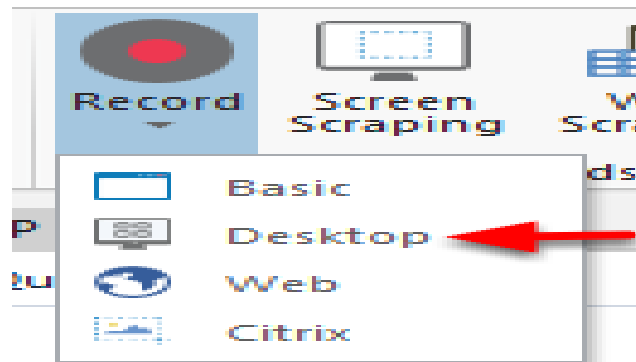 Record
Screen
Scraping
Basic
Desktop
Web
Citrix